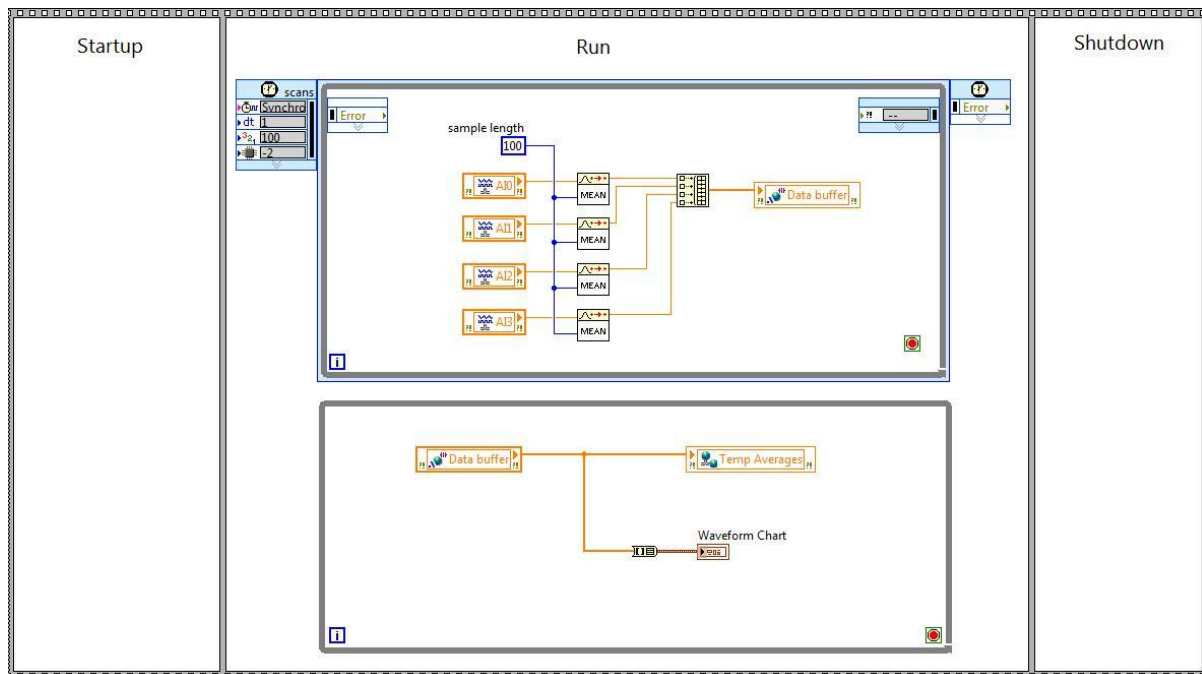 Startup
Run
Shutdown
scans
Synchro
dt 1
100
-2
Error
--
Error
sample length
100
AI0
MEAN
Data buffer
AI1
MEAN
AI2
MEAN
AI3
MEAN
i
Data buffer
Temp Averages
Waveform Chart
i